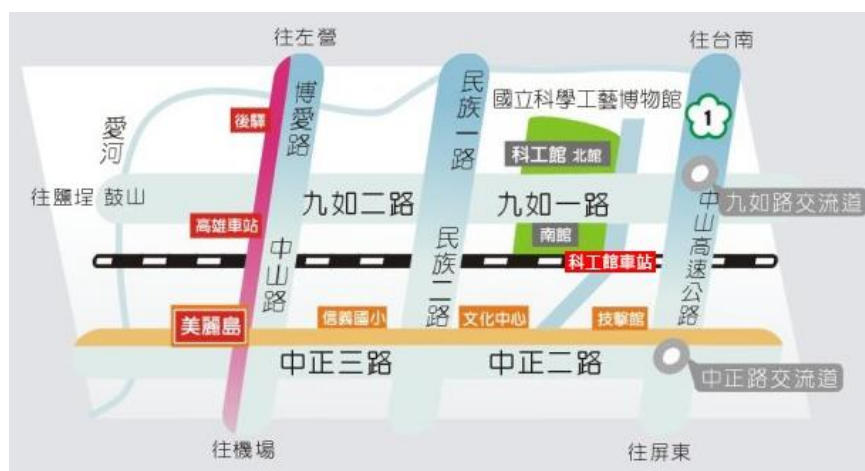 往左營
往台南
博愛路
民族一路
國立科學工藝博物館
1
後驛
愛河
科工館 北館
往鹽埕 鼓山
九如二路
九如一路
九如路交流道
高雄車站
南館
中山路
民族二路
科工館車站
中山高速公路
美麗島
信義國小
文化中心
技擊館
中正三路
中正二路
中正路交流道
往機場
往屏東